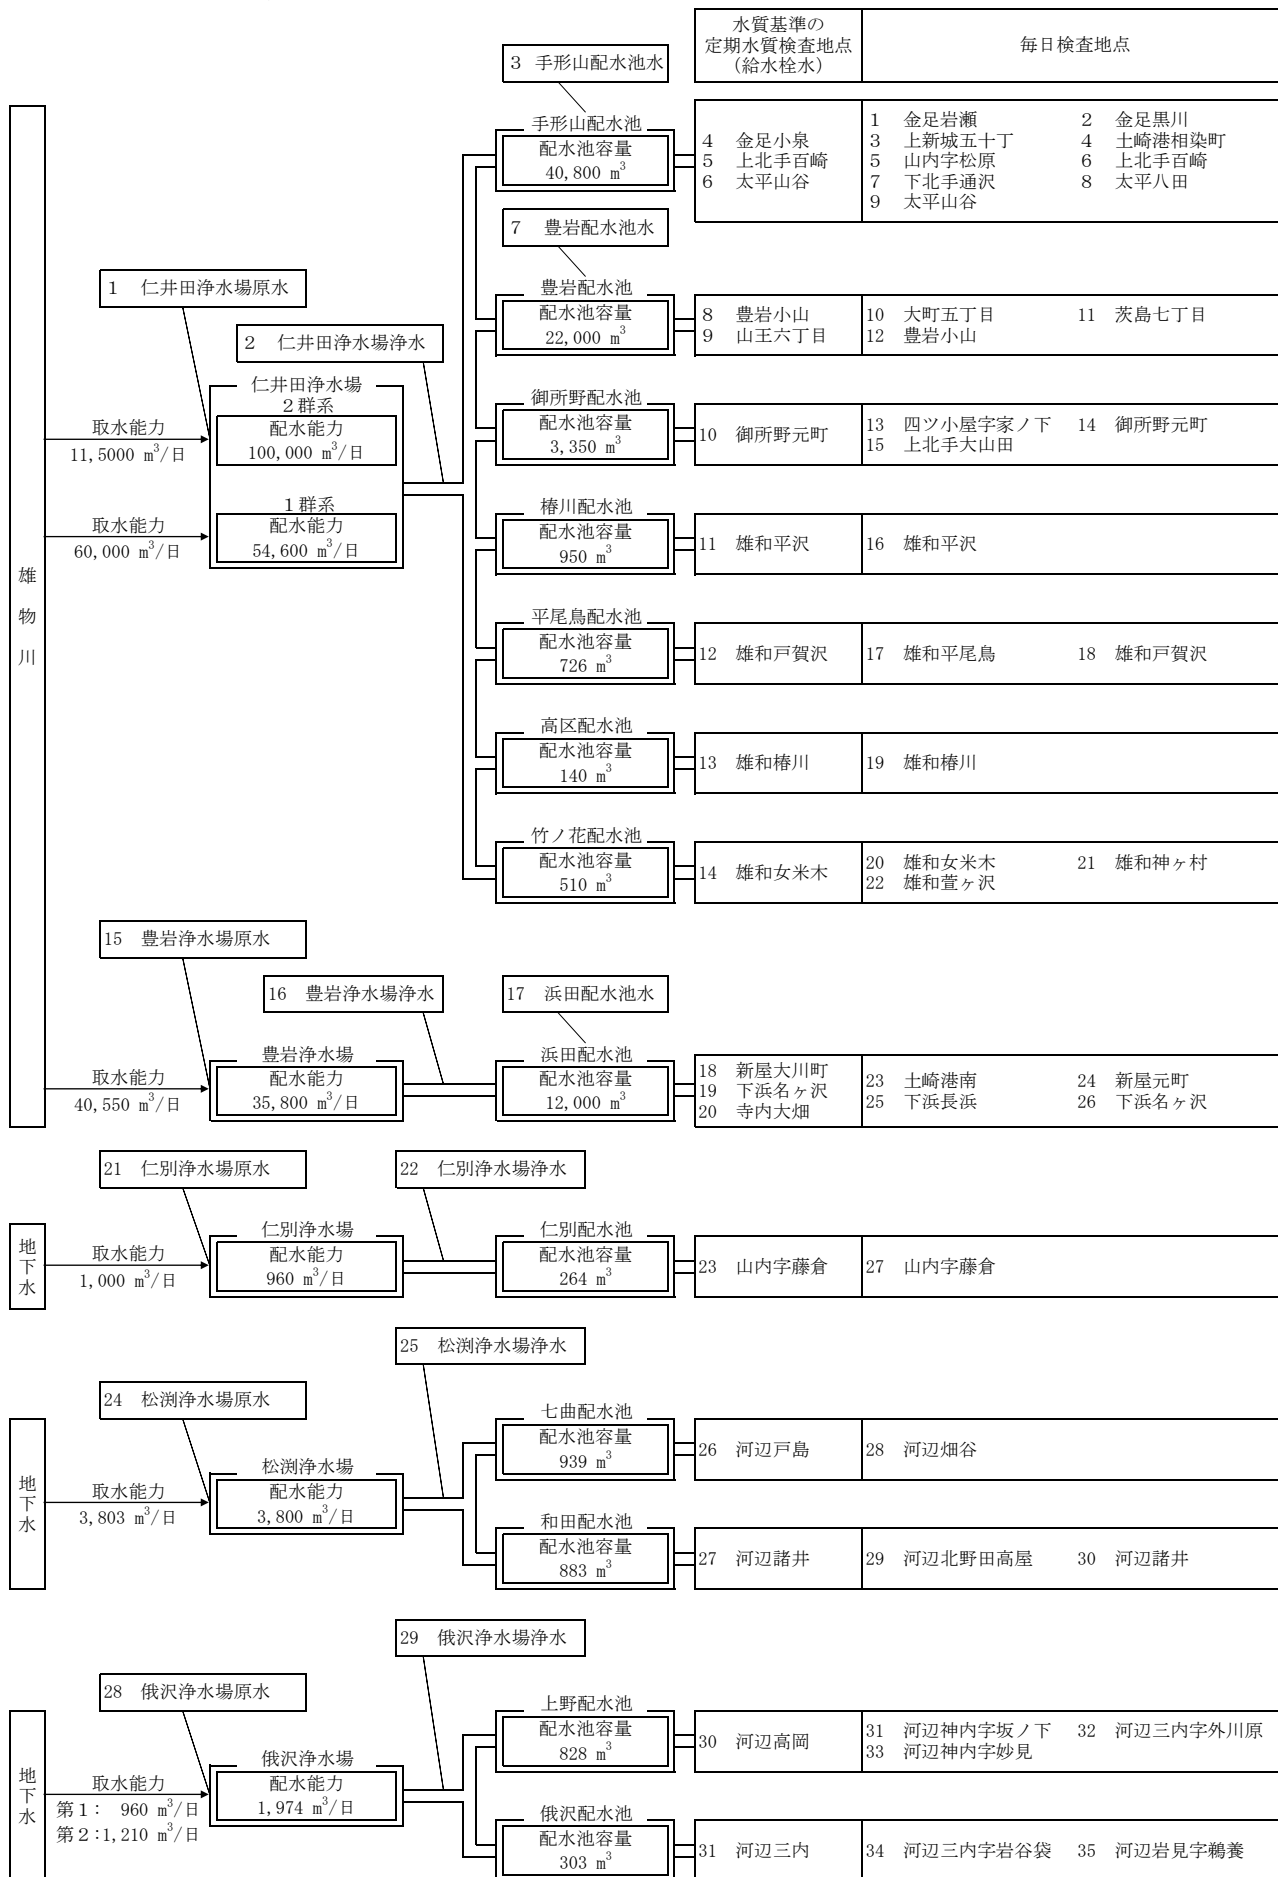 水質基準の
定期水質検査地点
(給水栓水)
毎日検査地点
3 手形山配水池水
手形山配水池
配水池容量
40,800 m³
4 金足小泉
5 上北手百崎
6 太平山谷
1 金足岩瀬 2 金足黒川
3 上新城五十丁 4 土崎港相染町
5 山内字松原 6 上北手百崎
7 下北手通沢 8 太平八田
9 太平山谷
7 豊岩配水池水
豊岩配水池
配水池容量
22,000 m³
8 豊岩小山
9 山王六丁目
10 大町五丁目 11 茨島七丁目
12 豊岩小山
1 仁井田浄水場原水
2 仁井田浄水場浄水
仁井田浄水場
2群系
配水能力
100,000 m³/日
1群系
配水能力
54,600 m³/日
取水能力
11,5000 m³/日
取水能力
60,000 m³/日
雄物川
御所野配水池
配水池容量
3,350 m³
10 御所野元町
13 四ツ小屋字家ノ下 14 御所野元町
15 上北手大山田
椿川配水池
配水池容量
950 m³
11 雄和平沢
16 雄和平沢
平尾鳥配水池
配水池容量
726 m³
12 雄和戸賀沢
17 雄和平尾鳥 18 雄和戸賀沢
高区配水池
配水池容量
140 m³
13 雄和椿川
19 雄和椿川
竹ノ花配水池
配水池容量
510 m³
14 雄和女米木
20 雄和女米木 21 雄和神ヶ村
22 雄和萱ヶ沢
15 豊岩浄水場原水
16 豊岩浄水場浄水
17 浜田配水池水
取水能力
40,550 m³/日
豊岩浄水場
配水能力
35,800 m³/日
浜田配水池
配水池容量
12,000 m³
18 新屋大川町
19 下浜名ヶ沢
20 寺内大畑
23 土崎港南 24 新屋元町
25 下浜長浜 26 下浜名ヶ沢
21 仁別浄水場原水
22 仁別浄水場浄水
地下水
取水能力
1,000 m³/日
仁別浄水場
配水能力
960 m³/日
仁別配水池
配水池容量
264 m³
23 山内字藤倉
27 山内字藤倉
25 松渕浄水場浄水
24 松渕浄水場原水
地下水
取水能力
3,803 m³/日
松渕浄水場
配水能力
3,800 m³/日
七曲配水池
配水池容量
939 m³
26 河辺戸島
28 河辺畑谷
和田配水池
配水池容量
883 m³
27 河辺諸井
29 河辺北野田高屋 30 河辺諸井
29 俄沢浄水場浄水
28 俄沢浄水場原水
地下水
取水能力
第1: 960 m³/日
第2:1,210 m³/日
俄沢浄水場
配水能力
1,974 m³/日
上野配水池
配水池容量
828 m³
30 河辺高岡
31 河辺神内字坂ノ下 32 河辺三内字外川原
33 河辺神内字妙見
俄沢配水池
配水池容量
303 m³
31 河辺三内
34 河辺三内字岩谷袋 35 河辺岩見字鵜養